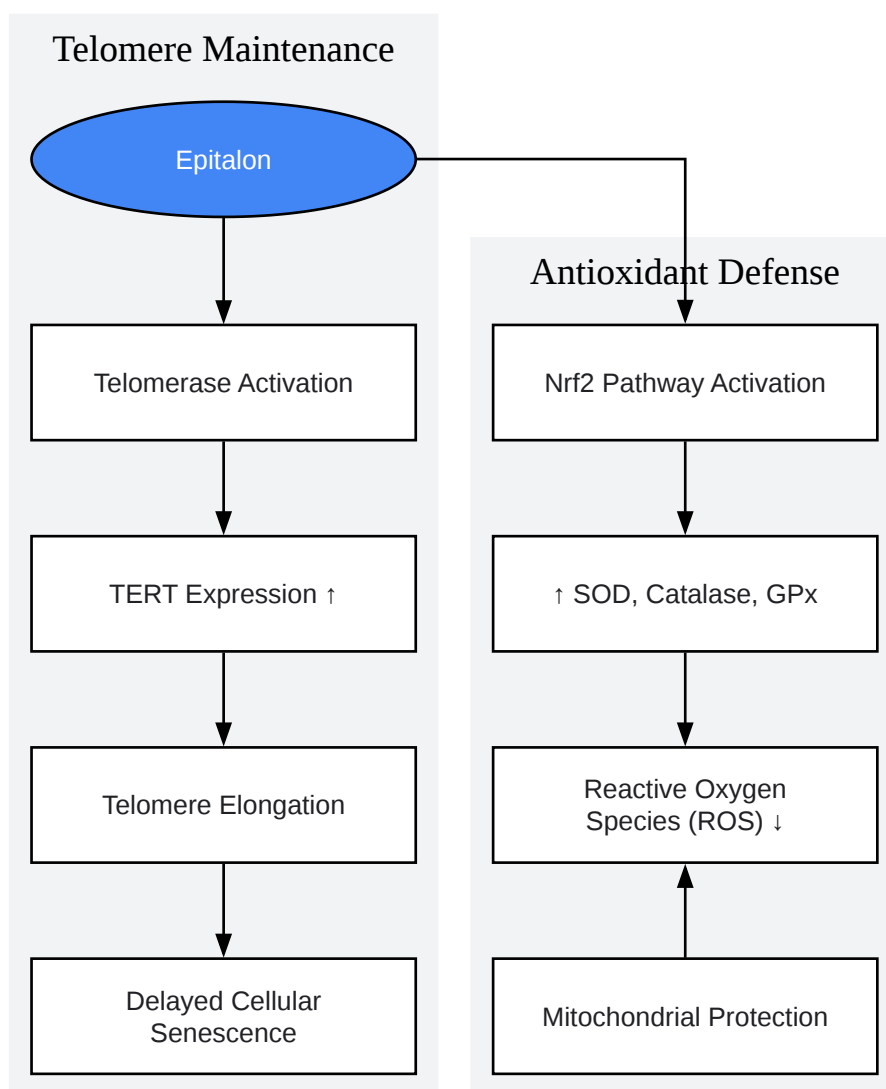 Telomere Maintenance
Epitalon
Telomerase Activation
TERT Expression ↑
Telomere Elongation
Delayed Cellular
Senescence
Antioxidant Defense
Nrf2 Pathway Activation
↑ SOD, Catalase, GPx
Reactive Oxygen
Species (ROS) ↓
Mitochondrial Protection